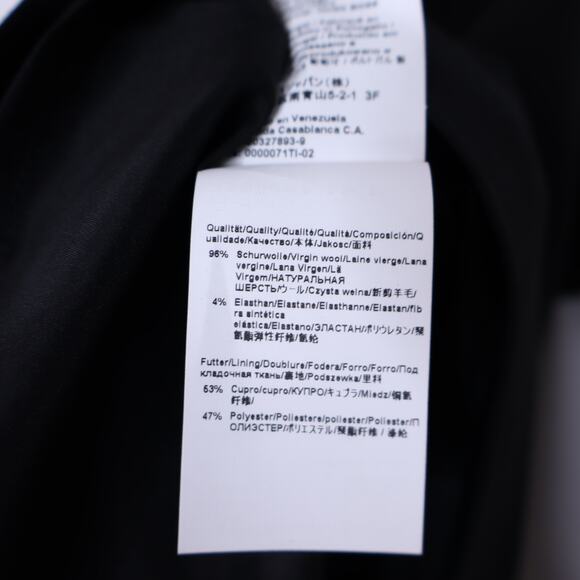 ジャパン(株)
青山5-2-1 3F
en Venezuela
da Casablanca C.A.
0327893-9
0000071TI-02
Qualität/Quality/Qualité/Qualità/Composición/Q
ualidade/Качество/本体/Jakosc/面料
96% Schurwolle/Virgin wool/Laine vierge/Lana
vergine/Lana Virgen/Lã
Virgem/НАТУРАЛЬНАЯ
ШЕРСТЬ/ウール/Czysta welna/新剪羊毛/
4% Elasthan/Elastane/Elasthanne/Elastan/fib
ra sintética
elástica/Elastano/ЭЛАСТАН/ポリウレタン/聚
氨酯弹性纤维/氨纶
Futter/Lining/Doublure/Fodera/Forro/Forro/Под
кладочная ткань/裏地/Podszewka/里料
53% Cupro/cupro/КУПРО/キュプラ/Miedz/铜氨
纤维/
47% Polyester/Poliestere/poliester/Poliester/П
ОЛИЭСТЕР/ポリエステル/聚酯纤维 / 涤纶